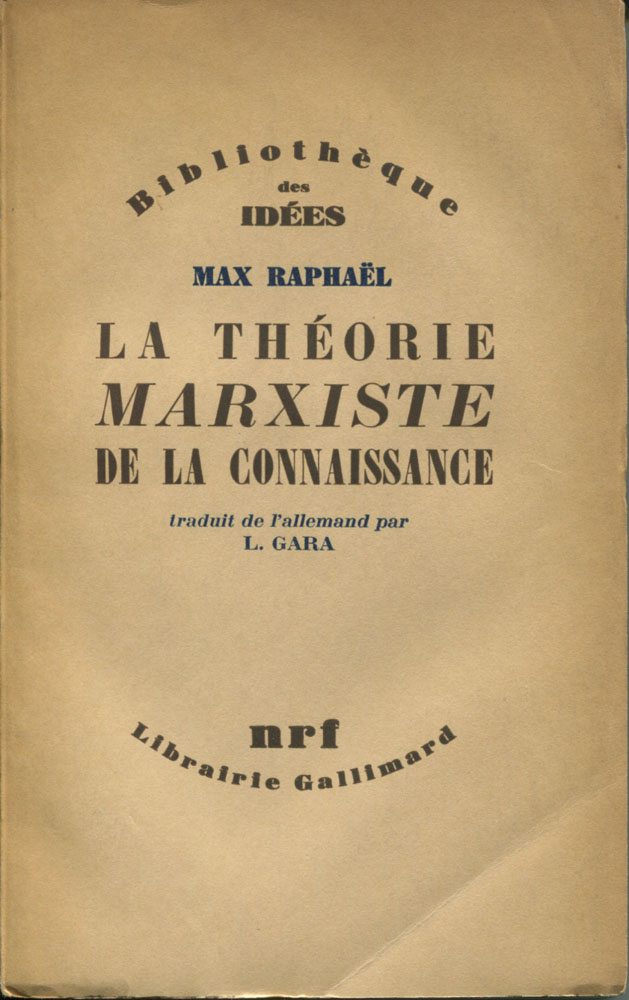 Bibliothèque
des
IDÉES
MAX RAPHAËL
LA THÉORIE
MARXISTE
DE LA CONNAISSANCE
traduit de l'allemand par
L. GARA
nrf
Librairie Gallimard